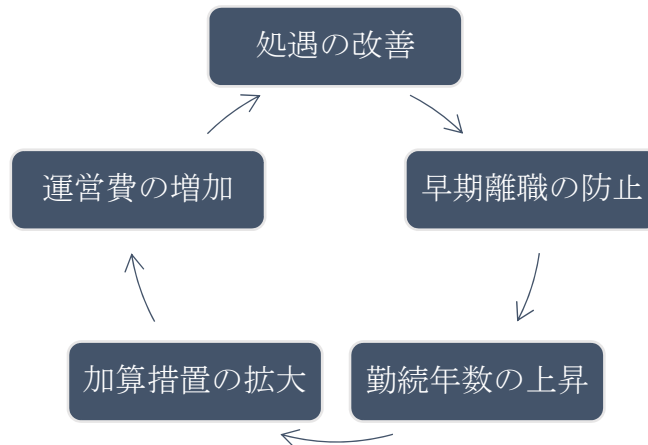 処遇の改善
早期離職の防止
勤続年数の上昇
加算措置の拡大
運営費の増加